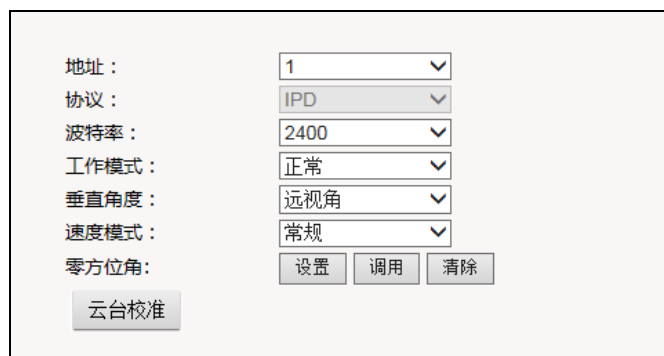 地址： 1
协议： IPD
波特率： 2400
工作模式： 正常
垂直角度： 远视角
速度模式： 常规
零方位角: 设置 调用 清除
云台校准